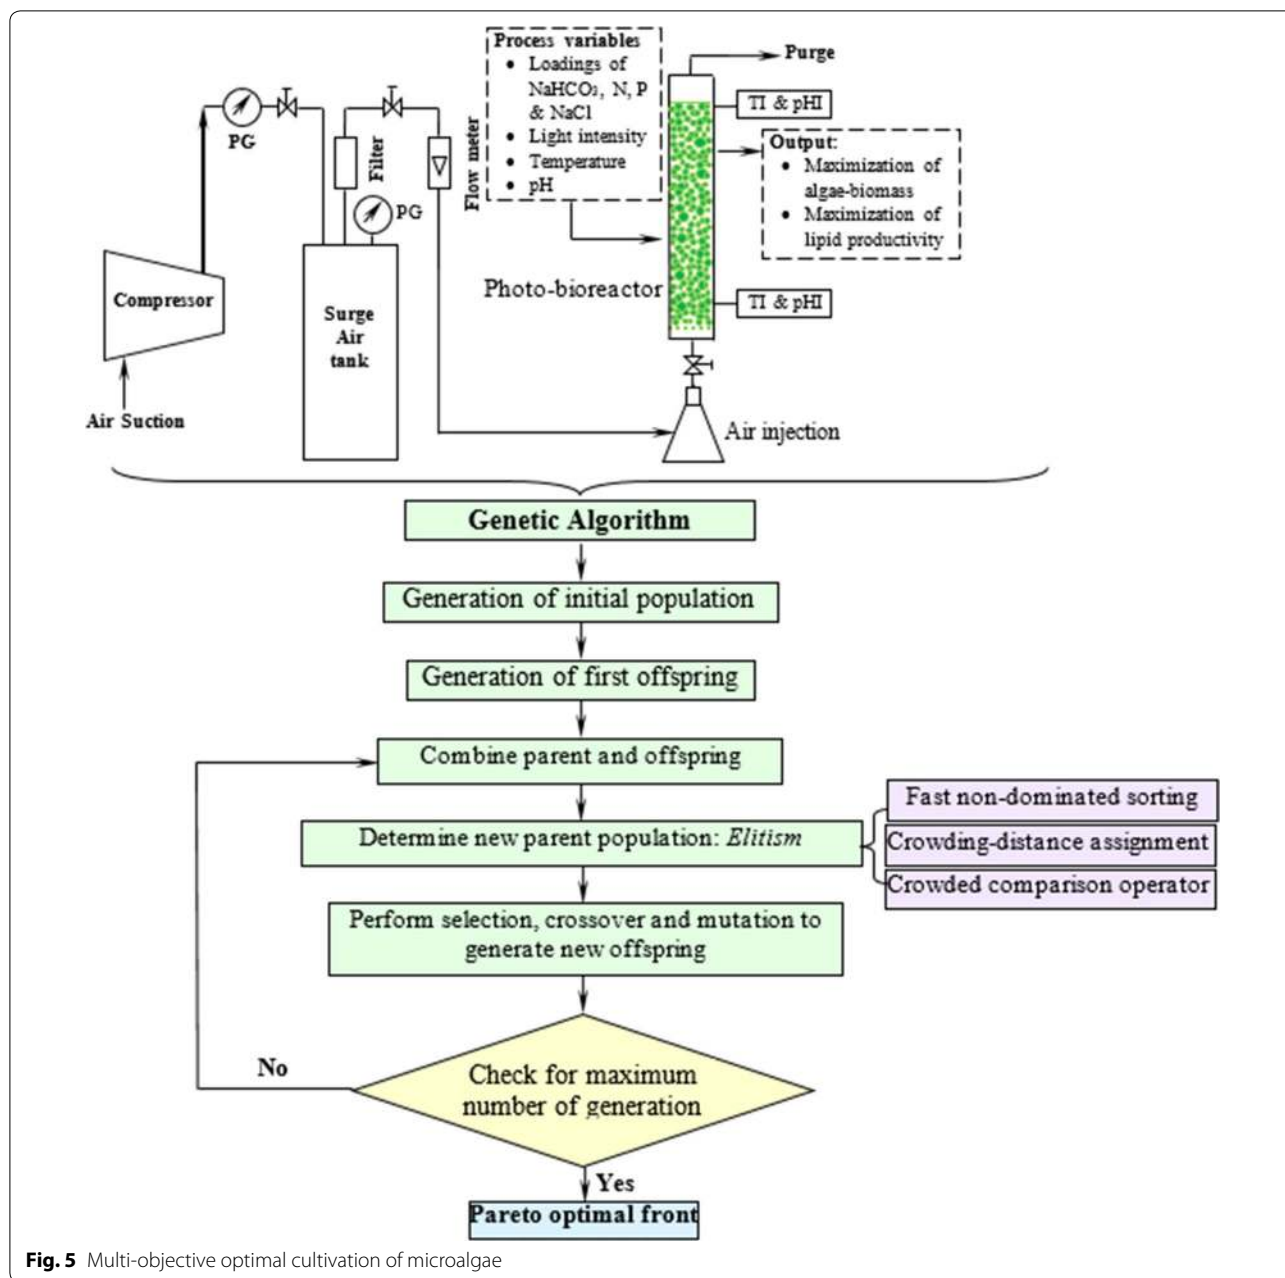 Process variables
• Loadings of
NaHCO₃, N, P
& NaCl
• Light intensity
• Temperature
• pH
Purge
TI & pHI
Output:
• Maximization of
algae-biomass
• Maximization of
lipid productivity
PG
Filter
Flow meter
PG
Photo-bioreactor
TI & pHI
Compressor
Surge
Air
tank
Air Suction
Air injection
Genetic Algorithm
Generation of initial population
Generation of first offspring
Combine parent and offspring
Determine new parent population: Elitism
Fast non-dominated sorting
Crowding-distance assignment
Crowded comparison operator
Perform selection, crossover and mutation to
generate new offspring
Check for maximum
number of generation
No
Yes
Pareto optimal front
Fig. 5 Multi-objective optimal cultivation of microalgae